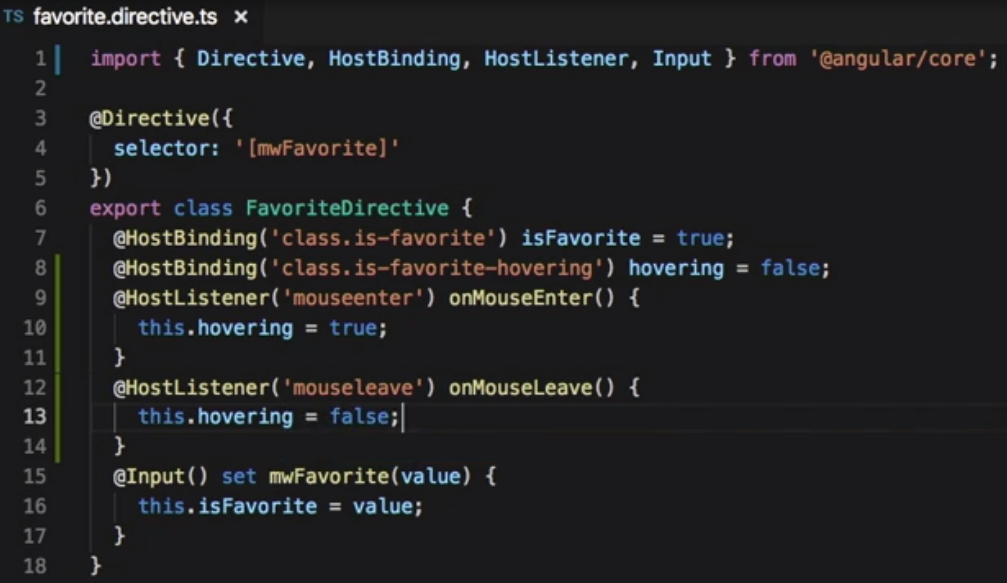 TS favorite.directive.ts ×
1 import { Directive, HostBinding, HostListener, Input } from '@angular/core';
2
3 @Directive({
4   selector: '[mwFavorite]'
5 })
6 export class FavoriteDirective {
7   @HostBinding('class.is-favorite') isFavorite = true;
8   @HostBinding('class.is-favorite-hovering') hovering = false;
9   @HostListener('mouseenter') onMouseEnter() {
10     this.hovering = true;
11   }
12   @HostListener('mouseleave') onMouseLeave() {
13     this.hovering = false;
14   }
15   @Input() set mwFavorite(value) {
16     this.isFavorite = value;
17   }
18 }